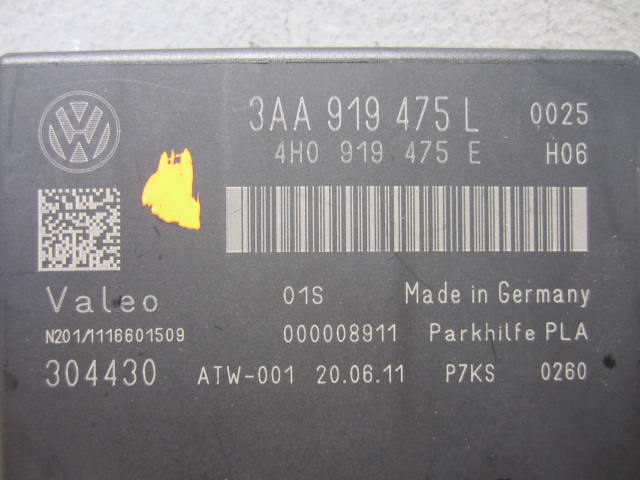 3AA 919 475 L 0025
4H0 919 475 E H06
Valeo 01S Made in Germany
N201/1116601509 000008911 Parkhilfe PLA
304430 ATW-001 20.06.11 P7KS 0260